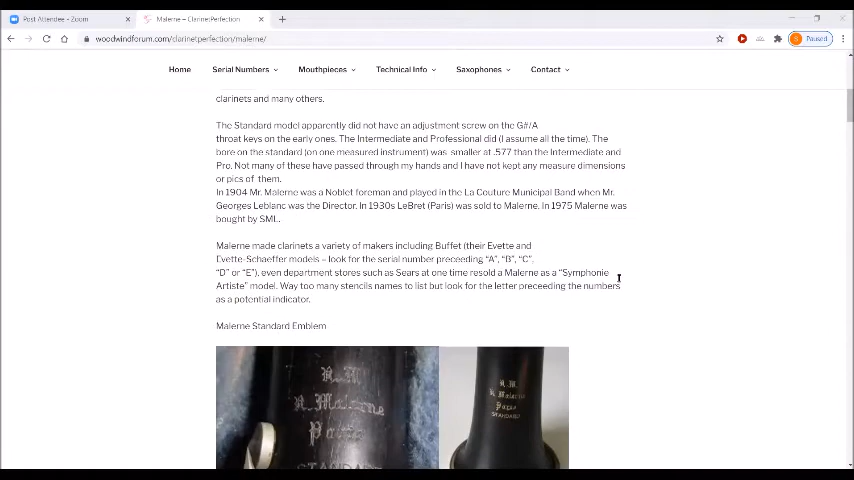 Post Attendee - Zoom
Malerne – ClarinetPerfection
woodwindforum.com/clarinetperfection/malerne/
S
Paused
Home
Serial Numbers
Mouthpieces
Technical Info
Saxophones
Contact
clarinets and many others.
The Standard model apparently did not have an adjustment screw on the G#/A
throat keys on the early ones. The Intermediate and Professional did (I assume all the time). The
bore on the standard (on one measured instrument) was smaller at .577 than the Intermediate and
Pro. Not many of these have passed through my hands and I have not kept any measure dimensions
or pics of them.
In 1904 Mr. Malerne was a Noblet foreman and played in the La Couture Municipal Band when Mr.
Georges Leblanc was the Director. In 1930s LeBret (Paris) was sold to Malerne. In 1975 Malerne was
bought by SML.
Malerne made clarinets a variety of makers including Buffet (their Evette and
Evette-Schaeffer models – look for the serial number preceeding “A”, “B”, “C”,
“D” or “E”), even department stores such as Sears at one time resold a Malerne as a “Symphonie
Artiste” model. Way too many stencils names to list but look for the letter preceeding the numbers
as a potential indicator.
Malerne Standard Emblem
R.M.
R.Malerne
Paris
STANDARD
R.M.
R.Malerne
Paris
STANDARD